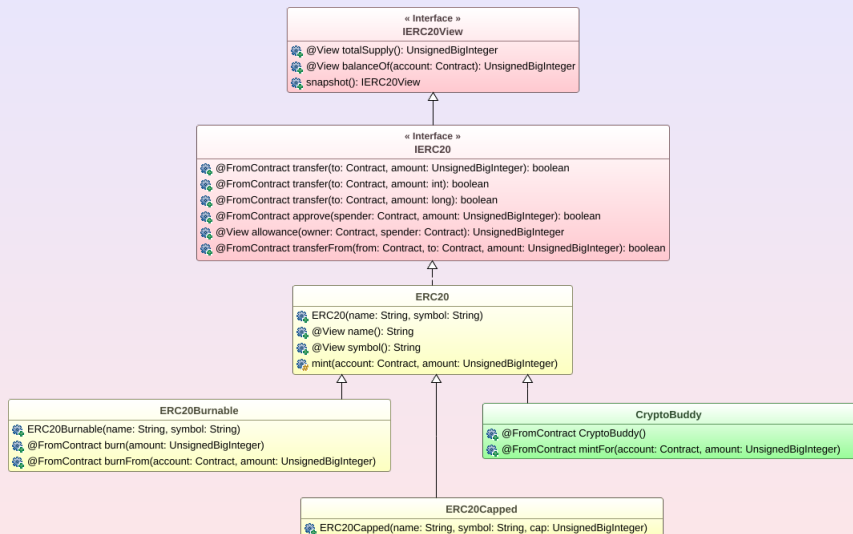 « Interface »
IERC20View
@View totalSupply(): UnsignedBigInteger
@View balanceOf(account: Contract): UnsignedBigInteger
snapshot(): IERC20View
« Interface »
IERC20
@FromContract transfer(to: Contract, amount: UnsignedBigInteger): boolean
@FromContract transfer(to: Contract, amount: int): boolean
@FromContract transfer(to: Contract, amount: long): boolean
@FromContract approve(spender: Contract, amount: UnsignedBigInteger): boolean
@View allowance(owner: Contract, spender: Contract): UnsignedBigInteger
@FromContract transferFrom(from: Contract, to: Contract, amount: UnsignedBigInteger): boolean
ERC20
ERC20(name: String, symbol: String)
@View name(): String
@View symbol(): String
mint(account: Contract, amount: UnsignedBigInteger)
ERC20Burnable
ERC20Burnable(name: String, symbol: String)
@FromContract burn(amount: UnsignedBigInteger)
@FromContract burnFrom(account: Contract, amount: UnsignedBigInteger)
CryptoBuddy
@FromContract CryptoBuddy()
@FromContract mintFor(account: Contract, amount: UnsignedBigInteger)
ERC20Capped
ERC20Capped(name: String, symbol: String, cap: UnsignedBigInteger)